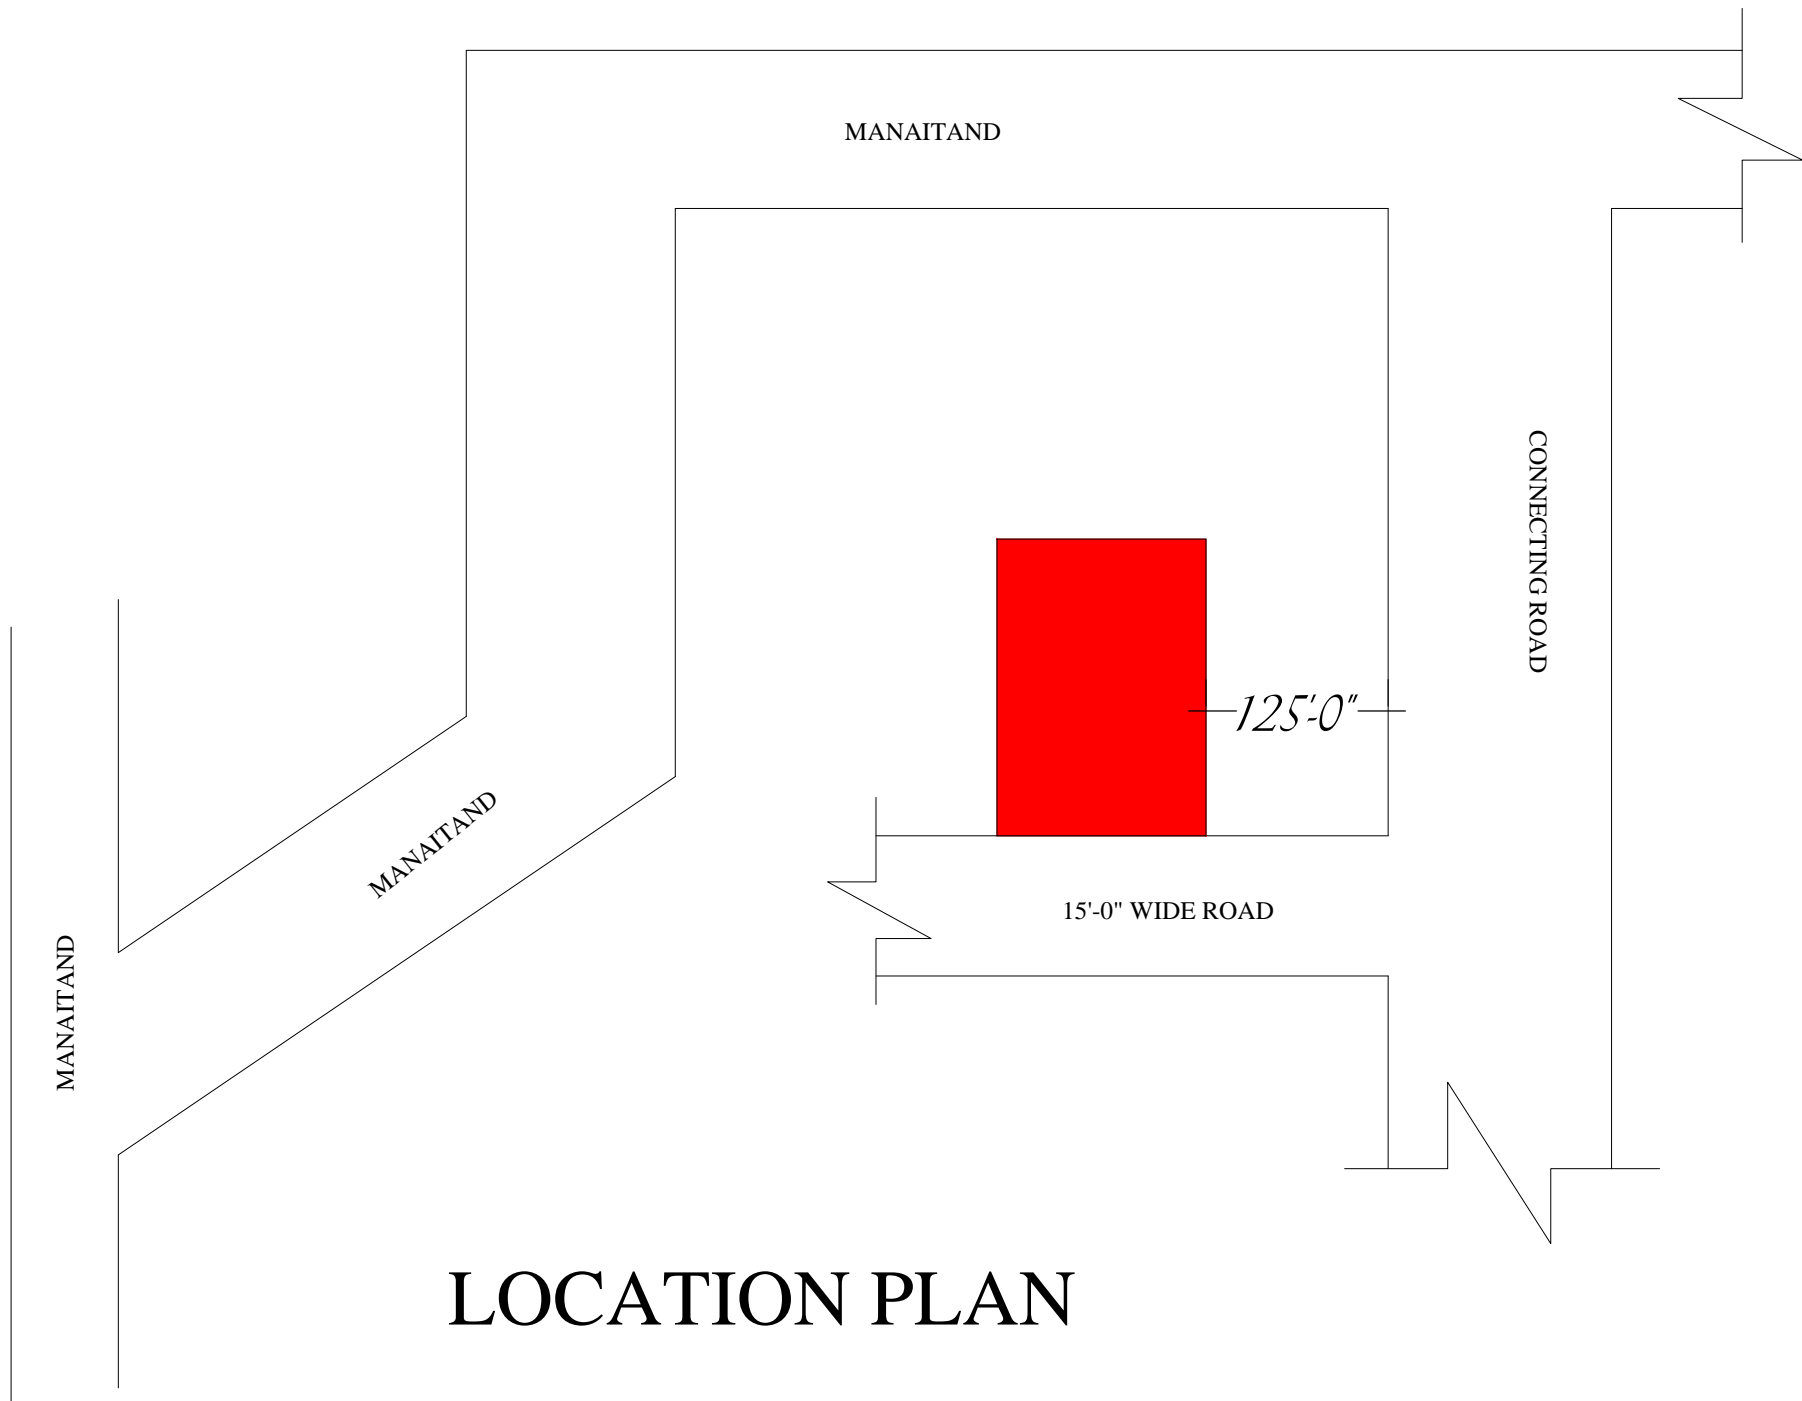 MANAITAND
CONNECTING ROAD
125'-0"
MANAITAND
15'-0" WIDE ROAD
MANAITAND
LOCATION PLAN